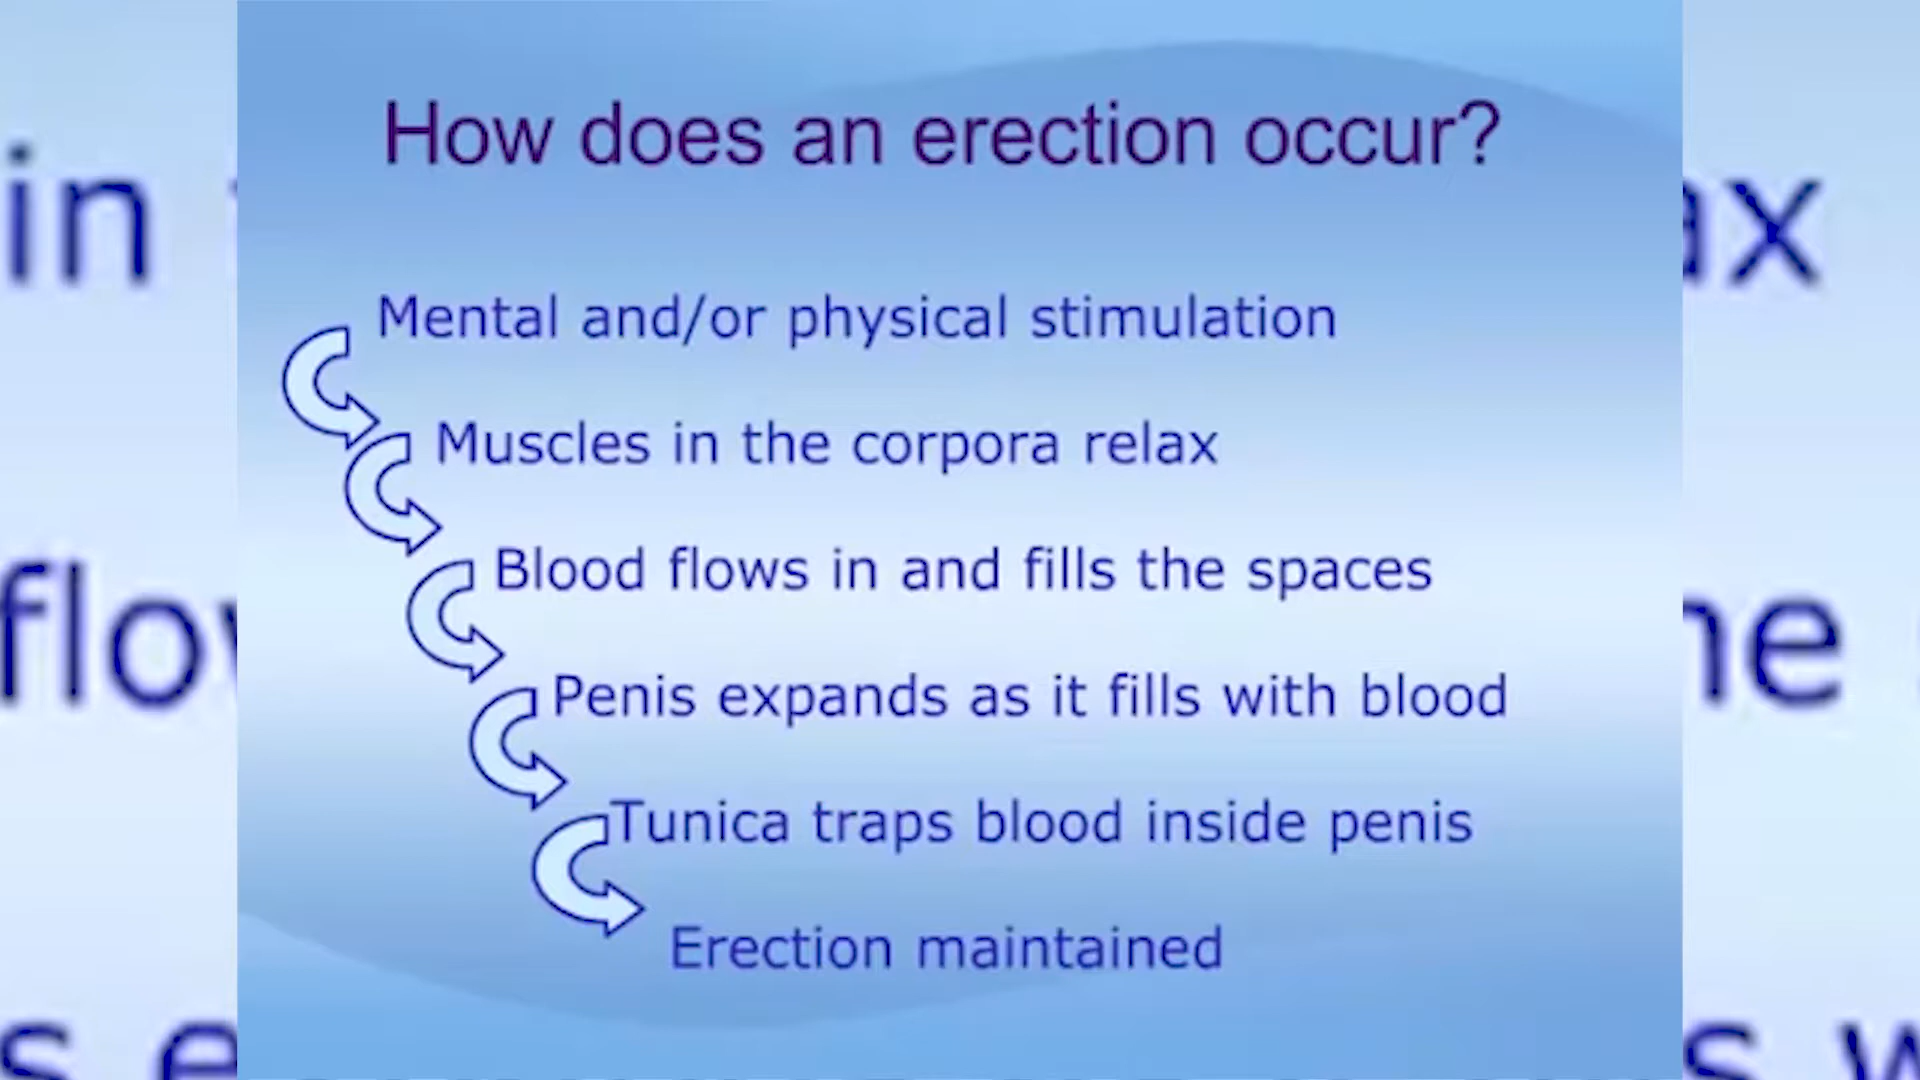 How does an erection occur?
Mental and/or physical stimulation
Muscles in the corpora relax
Blood flows in and fills the spaces
Penis expands as it fills with blood
Tunica traps blood inside penis
Erection maintained